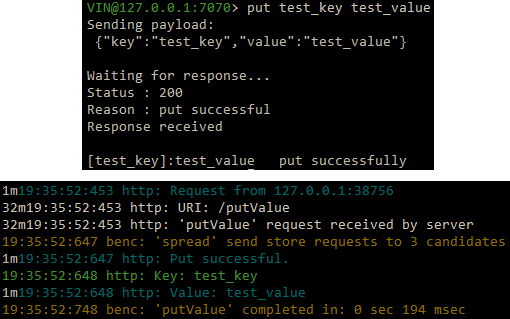 VIN@127.0.0.1:7070> put test_key test_value
Sending payload:
{"key":"test_key","value":"test_value"}
Waiting for response...
Status : 200
Reason : put successful
Response received
[test_key]:test_value put successfully
1m19:35:52:453 http: Request from 127.0.0.1:38756
32m19:35:52:453 http: URI: /putValue
32m19:35:52:453 http: 'putValue' request received by server
19:35:52:647 benc: 'spread' send store requests to 3 candidates
1m19:35:52:647 http: Put successful.
19:35:52:648 http: Key: test_key
1m19:35:52:648 http: Value: test_value
19:35:52:748 benc: 'putValue' completed in: 0 sec 194 msec